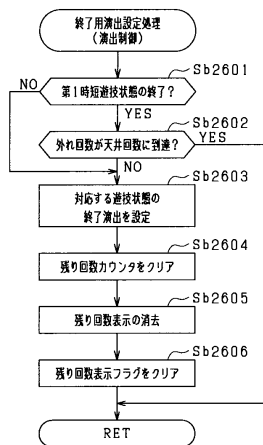 終了用演出設定処理
(演出制御)
Sb2601
第1時短遊技状態の終了?
NO
YES
Sb2602
外れ回数が天井回数に到達?
YES
NO
Sb2603
対応する遊技状態の
終了演出を設定
Sb2604
残り回数カウンタをクリア
Sb2605
残り回数表示の消去
Sb2606
残り回数表示フラグをクリア
RET